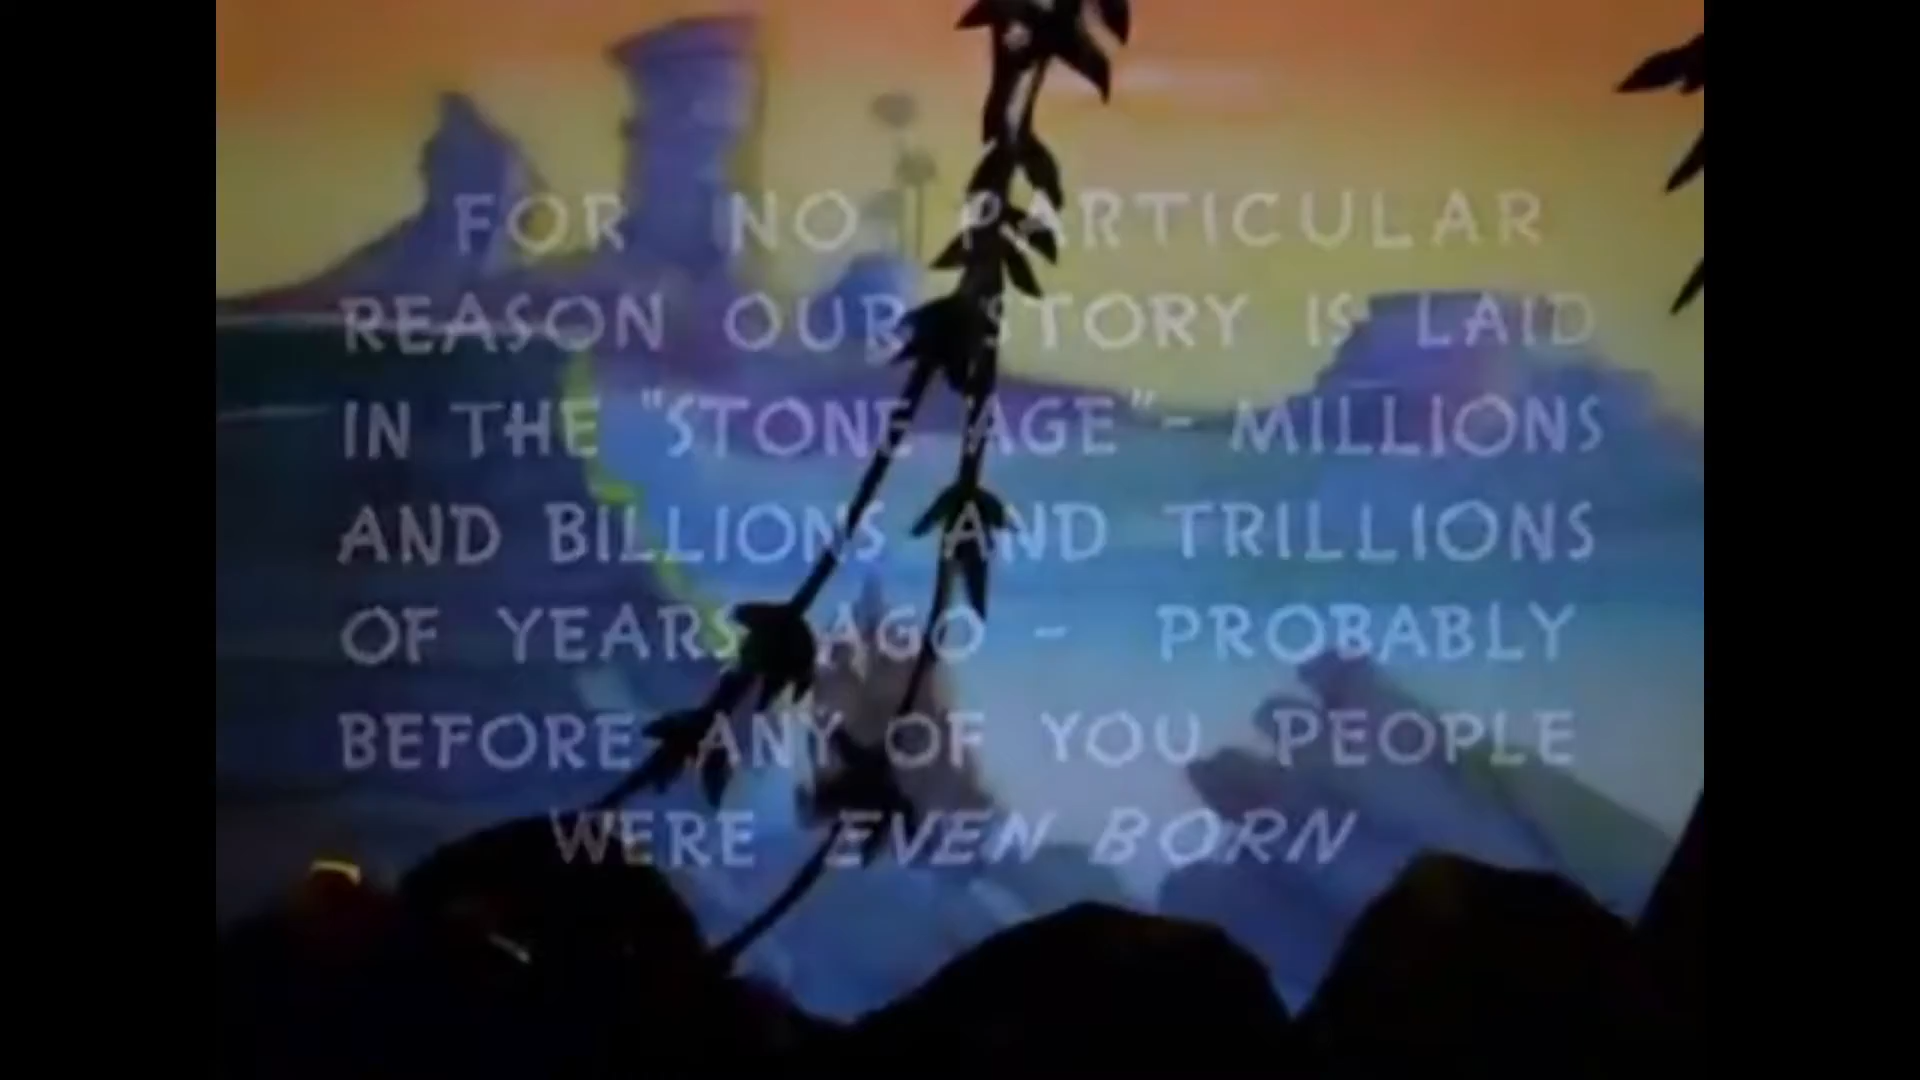 FOR NO PARTICULAR
REASON OUR STORY IS LAID
IN THE "STONE AGE" - MILLIONS
AND BILLIONS AND TRILLIONS
OF YEARS AGO - PROBABLY
BEFORE ANY OF YOU PEOPLE
WERE EVEN BORN